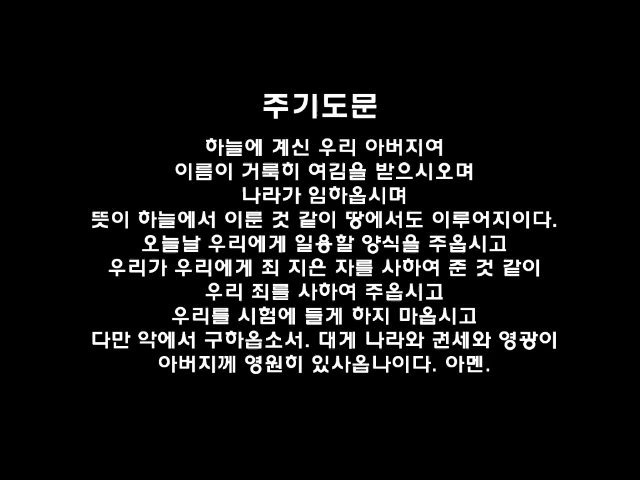 주기도문
하늘에 계신 우리 아버지여
이름이 거룩히 여김을 받으시오며
나라가 임하옵시며
뜻이 하늘에서 이룬 것 같이 땅에서도 이루어지이다.
오늘날 우리에게 일용할 양식을 주옵시고
우리가 우리에게 죄 지은 자를 사하여 준 것 같이
우리 죄를 사하여 주옵시고
우리를 시험에 들게 하지 마옵시고
다만 악에서 구하옵소서. 대게 나라와 권세와 영광이
아버지께 영원히 있사옵나이다. 아멘.